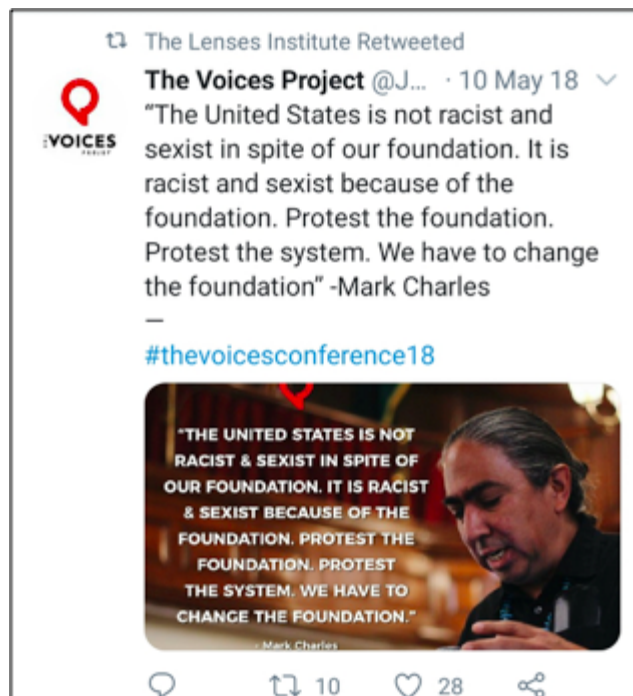 The Lenses Institute Retweeted
The Voices Project @J... · 10 May 18
"The United States is not racist and
sexist in spite of our foundation. It is
racist and sexist because of the
foundation. Protest the foundation.
Protest the system. We have to change
the foundation" -Mark Charles
—
#thevoicesconference18
VOICES
"THE UNITED STATES IS NOT
RACIST & SEXIST IN SPITE OF
OUR FOUNDATION. IT IS RACIST
& SEXIST BECAUSE OF THE
FOUNDATION. PROTEST THE
FOUNDATION. PROTEST
THE SYSTEM. WE HAVE TO
CHANGE THE FOUNDATION."
- Mark Charles
10 28